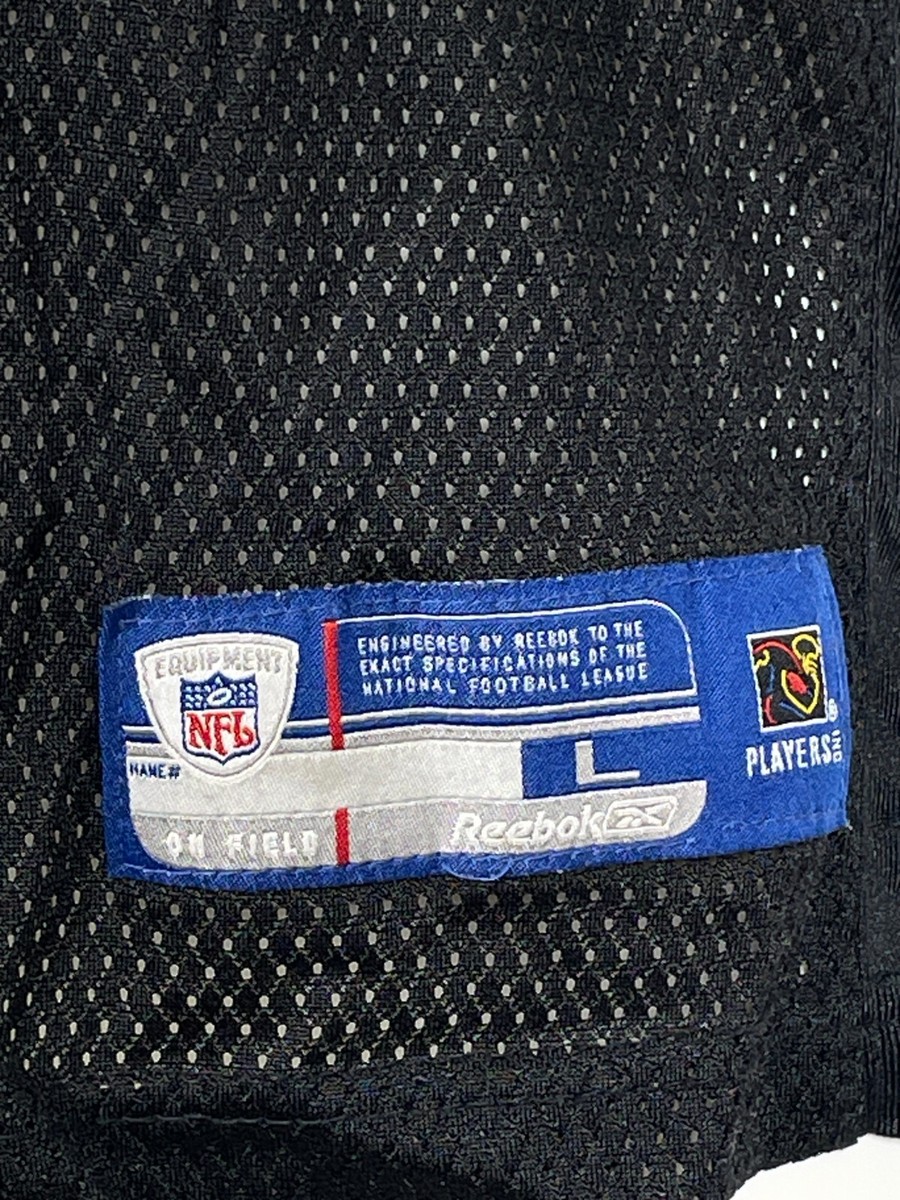 EQUIPMENT
NFL
ENGINEERED BY REEBOK TO THE
EXACT SPECIFICATIONS OF THE
NATIONAL FOOTBALL LEAGUE
NAME#
L
ON FIELD
Reebok
PLAYERS INC
®